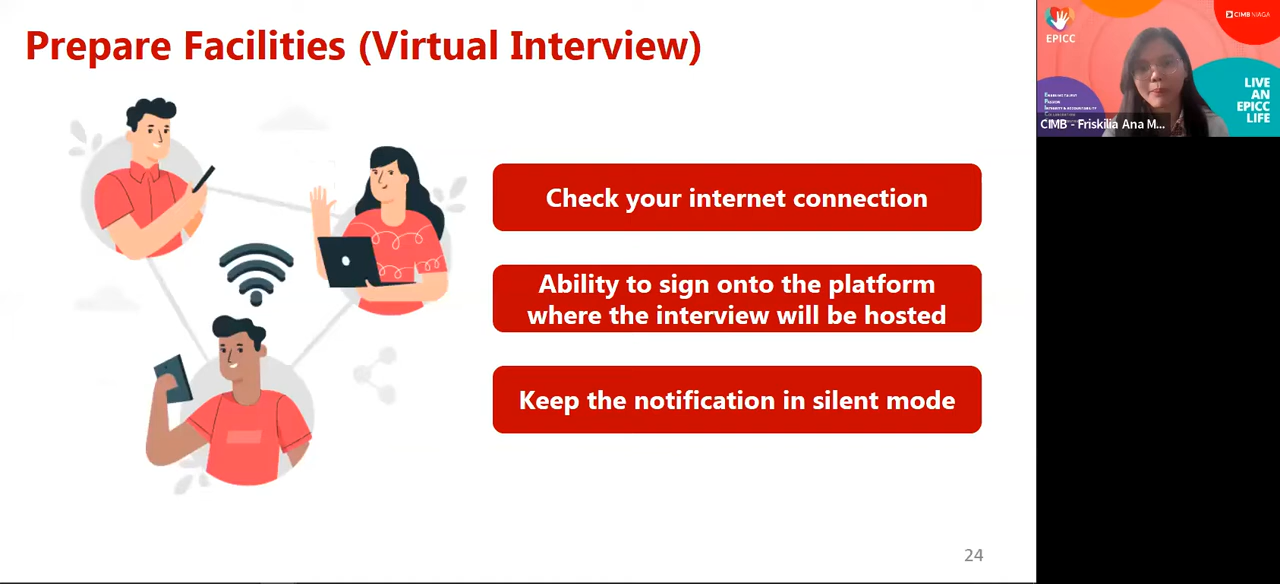 Prepare Facilities (Virtual Interview)
Check your internet connection
Ability to sign onto the platform
where the interview will be hosted
Keep the notification in silent mode
24
EPICC
CIMB NIAGA
LIVE
AN
EPICC
LIFE
CIMB - Friskilia Ana M...